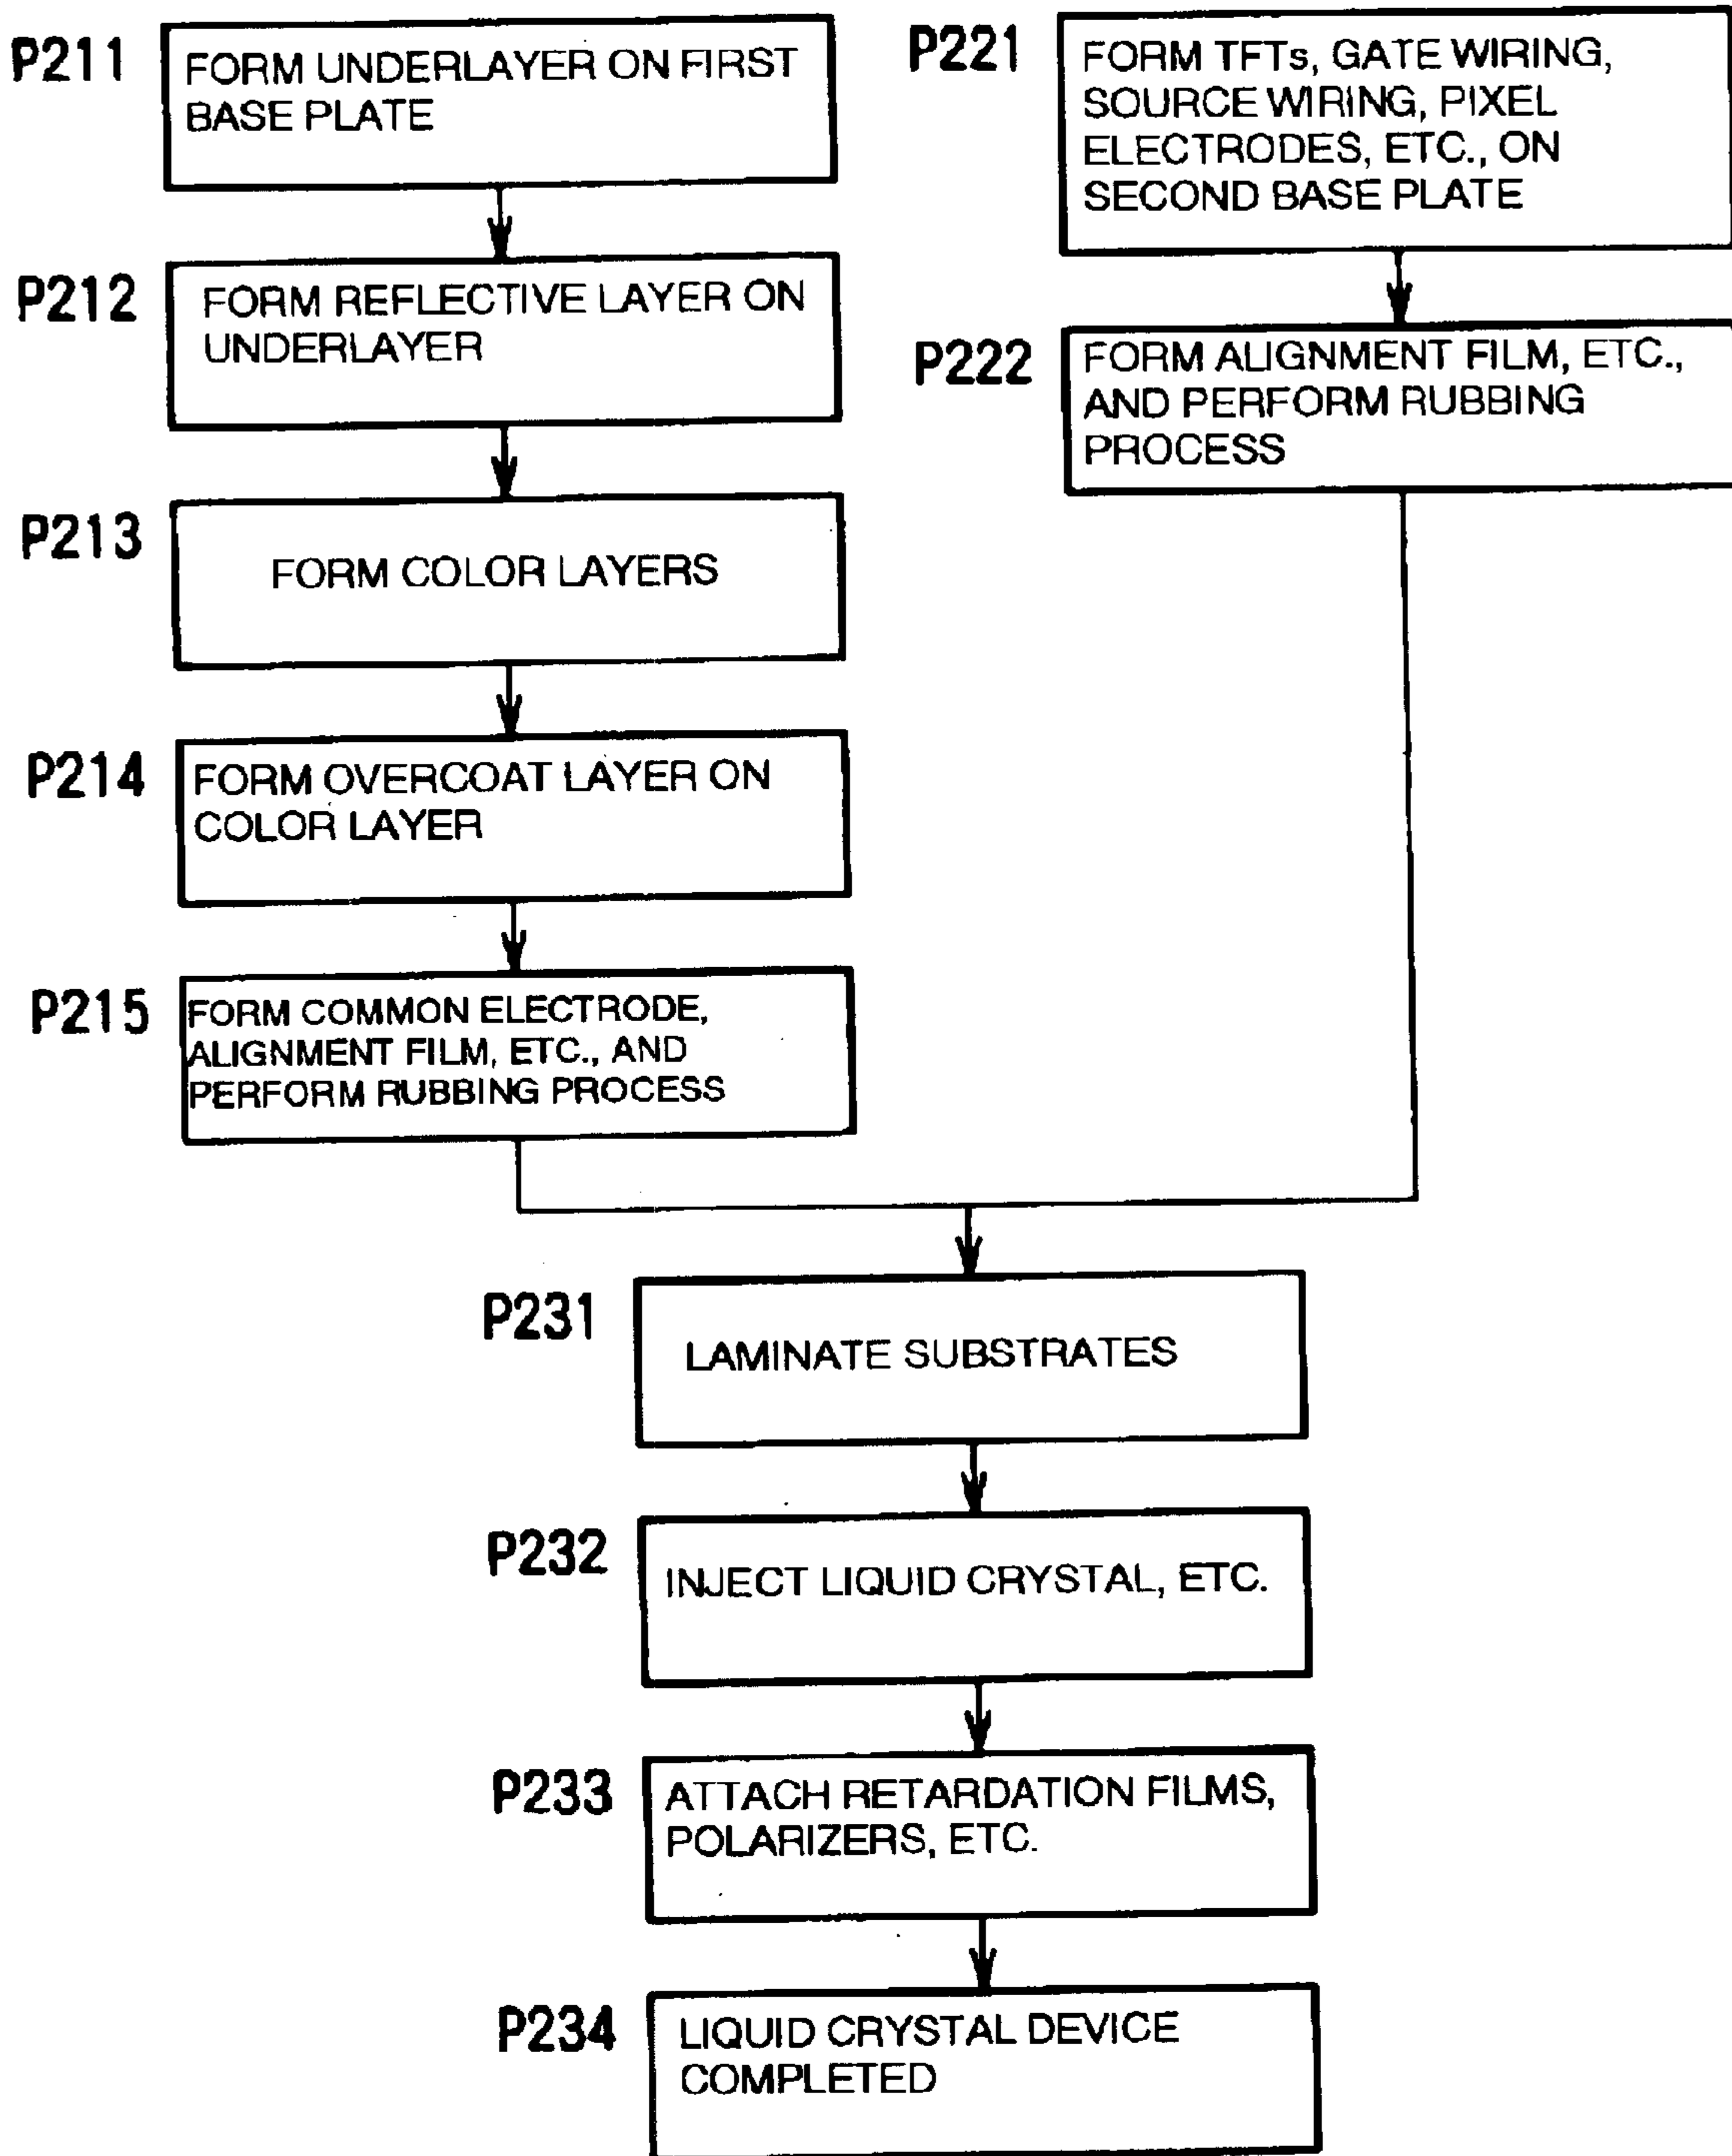 P211
FORM UNDERLAYER ON FIRST
BASE PLATE
P212
FORM REFLECTIVE LAYER ON
UNDERLAYER
P213
FORM COLOR LAYERS
P214
FORM OVERCOAT LAYER ON
COLOR LAYER
P215
FORM COMMON ELECTRODE,
ALIGNMENT FILM, ETC., AND
PERFORM RUBBING PROCESS
P221
FORM TFTs, GATE WIRING,
SOURCE WIRING, PIXEL
ELECTRODES, ETC., ON
SECOND BASE PLATE
P222
FORM ALIGNMENT FILM, ETC.,
AND PERFORM RUBBING
PROCESS
P231
LAMINATE SUBSTRATES
P232
INJECT LIQUID CRYSTAL, ETC.
P233
ATTACH RETARDATION FILMS,
POLARIZERS, ETC.
P234
LIQUID CRYSTAL DEVICE
COMPLETED